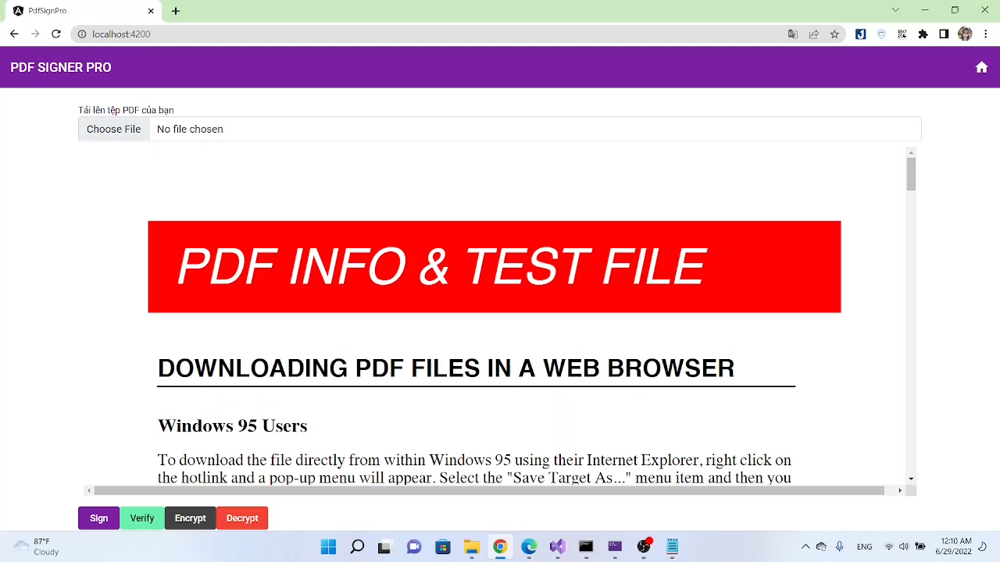 PdfSignPro
localhost:4200
PDF SIGNER PRO
Tải lên tệp PDF của bạn
Choose File No file chosen
PDF INFO & TEST FILE
DOWNLOADING PDF FILES IN A WEB BROWSER
Windows 95 Users
To download the file directly from within Windows 95 using their Internet Explorer, right click on
the hotlink and a pop-up menu will appear. Select the "Save Target As..." menu item and then you
Sign Verify Encrypt Decrypt
87°F
Cloudy
ENG
12:10 AM
6/29/2022